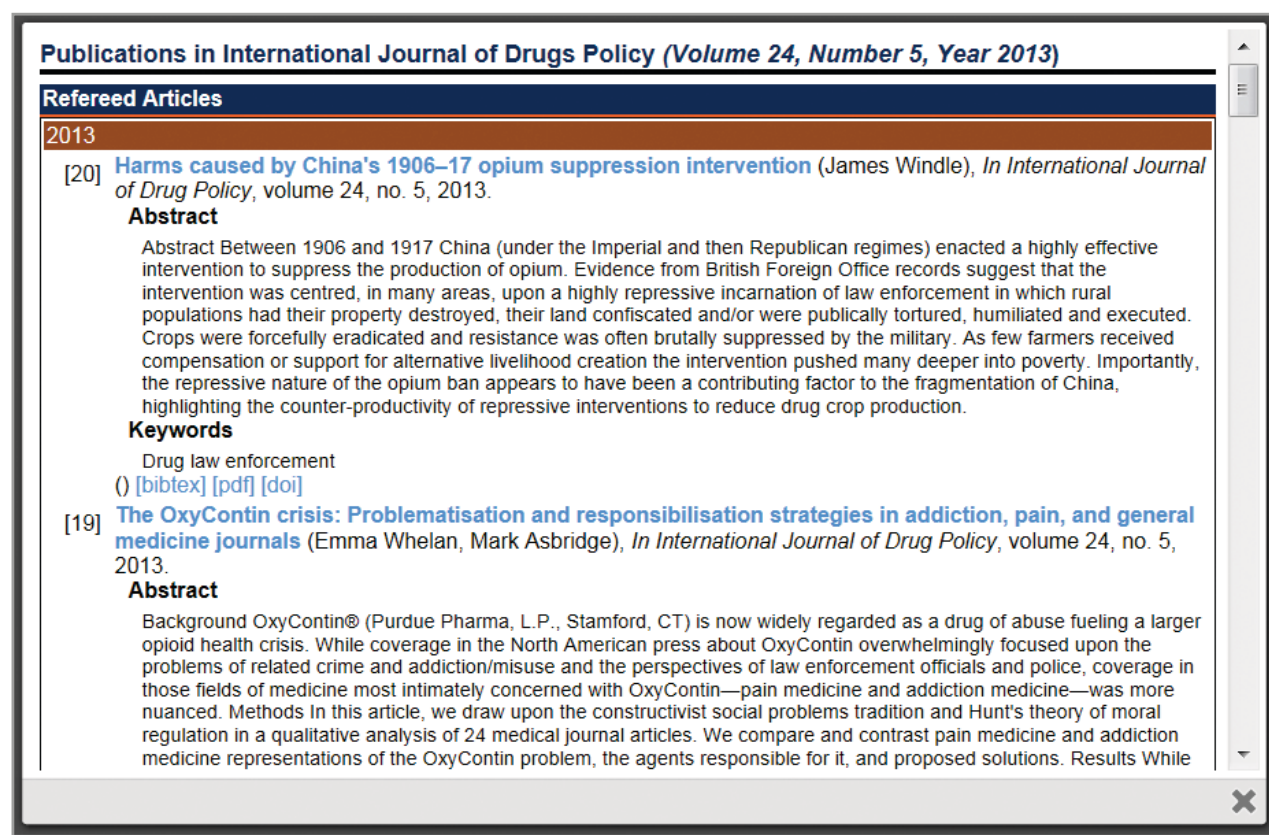 Publications in International Journal of Drugs Policy (Volume 24, Number 5, Year 2013)
Refereed Articles
2013
[20] Harms caused by China's 1906–17 opium suppression intervention (James Windle), In International Journal
of Drug Policy, volume 24, no. 5, 2013.
Abstract
Abstract Between 1906 and 1917 China (under the Imperial and then Republican regimes) enacted a highly effective
intervention to suppress the production of opium. Evidence from British Foreign Office records suggest that the
intervention was centred, in many areas, upon a highly repressive incarnation of law enforcement in which rural
populations had their property destroyed, their land confiscated and/or were publically tortured, humiliated and executed.
Crops were forcefully eradicated and resistance was often brutally suppressed by the military. As few farmers received
compensation or support for alternative livelihood creation the intervention pushed many deeper into poverty. Importantly,
the repressive nature of the opium ban appears to have been a contributing factor to the fragmentation of China,
highlighting the counter-productivity of repressive interventions to reduce drug crop production.
Keywords
Drug law enforcement
() [bibtex] [pdf] [doi]
[19] The OxyContin crisis: Problematisation and responsibilisation strategies in addiction, pain, and general
medicine journals (Emma Whelan, Mark Asbridge), In International Journal of Drug Policy, volume 24, no. 5,
2013.
Abstract
Background OxyContin® (Purdue Pharma, L.P., Stamford, CT) is now widely regarded as a drug of abuse fueling a larger
opioid health crisis. While coverage in the North American press about OxyContin overwhelmingly focused upon the
problems of related crime and addiction/misuse and the perspectives of law enforcement officials and police, coverage in
those fields of medicine most intimately concerned with OxyContin—pain medicine and addiction medicine—was more
nuanced. Methods In this article, we draw upon the constructivist social problems tradition and Hunt's theory of moral
regulation in a qualitative analysis of 24 medical journal articles. We compare and contrast pain medicine and addiction
medicine representations of the OxyContin problem, the agents responsible for it, and proposed solutions. Results While